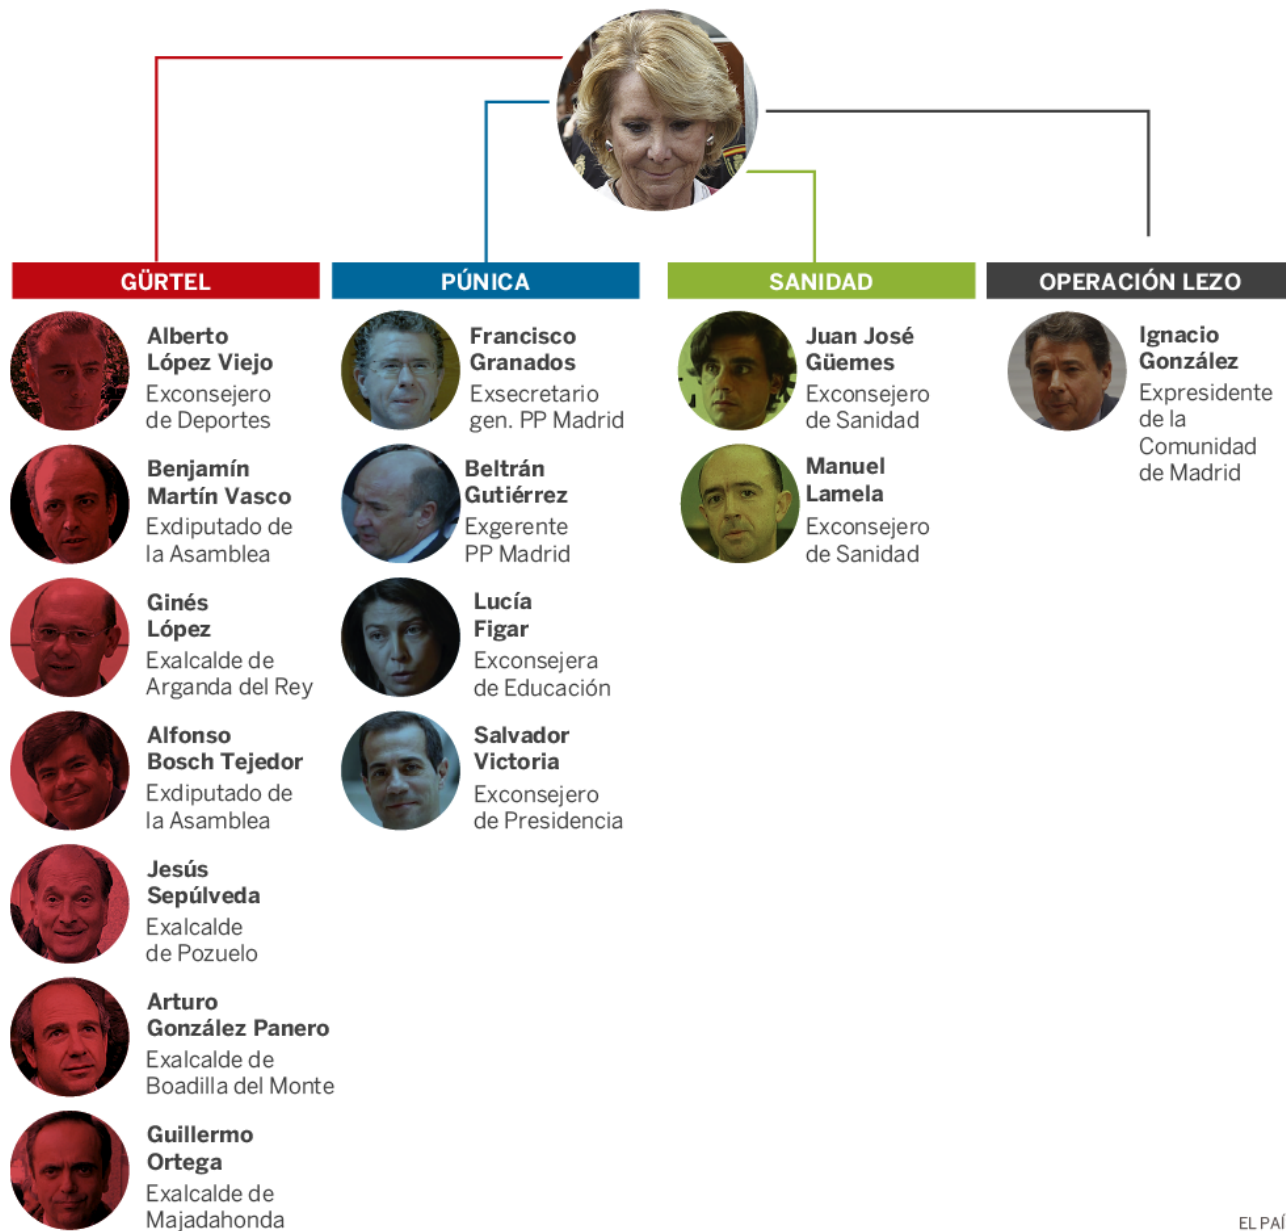 GÜRTEL
Alberto
López Viejo
Exconsejero
de Deportes
Benjamín
Martín Vasco
Exdiputado de
la Asamblea
Ginés
López
Exalcalde de
Arganda del Rey
Alfonso
Bosch Tejedor
Exdiputado de
la Asamblea
Jesús
Sepúlveda
Exalcalde
de Pozuelo
Arturo
González Panero
Exalcalde de
Boadilla del Monte
Guillermo
Ortega
Exalcalde de
Majadahonda
PÚNICA
Francisco
Granados
Exsecretario
gen. PP Madrid
Beltrán
Gutiérrez
Exgerente
PP Madrid
Lucía
Figar
Exconsejera
de Educación
Salvador
Victoria
Exconsejero
de Presidencia
SANIDAD
Juan José
Güemes
Exconsejero
de Sanidad
Manuel
Lamela
Exconsejero
de Sanidad
OPERACIÓN LEZO
Ignacio
González
Expresidente
de la
Comunidad
de Madrid
EL PAÍ